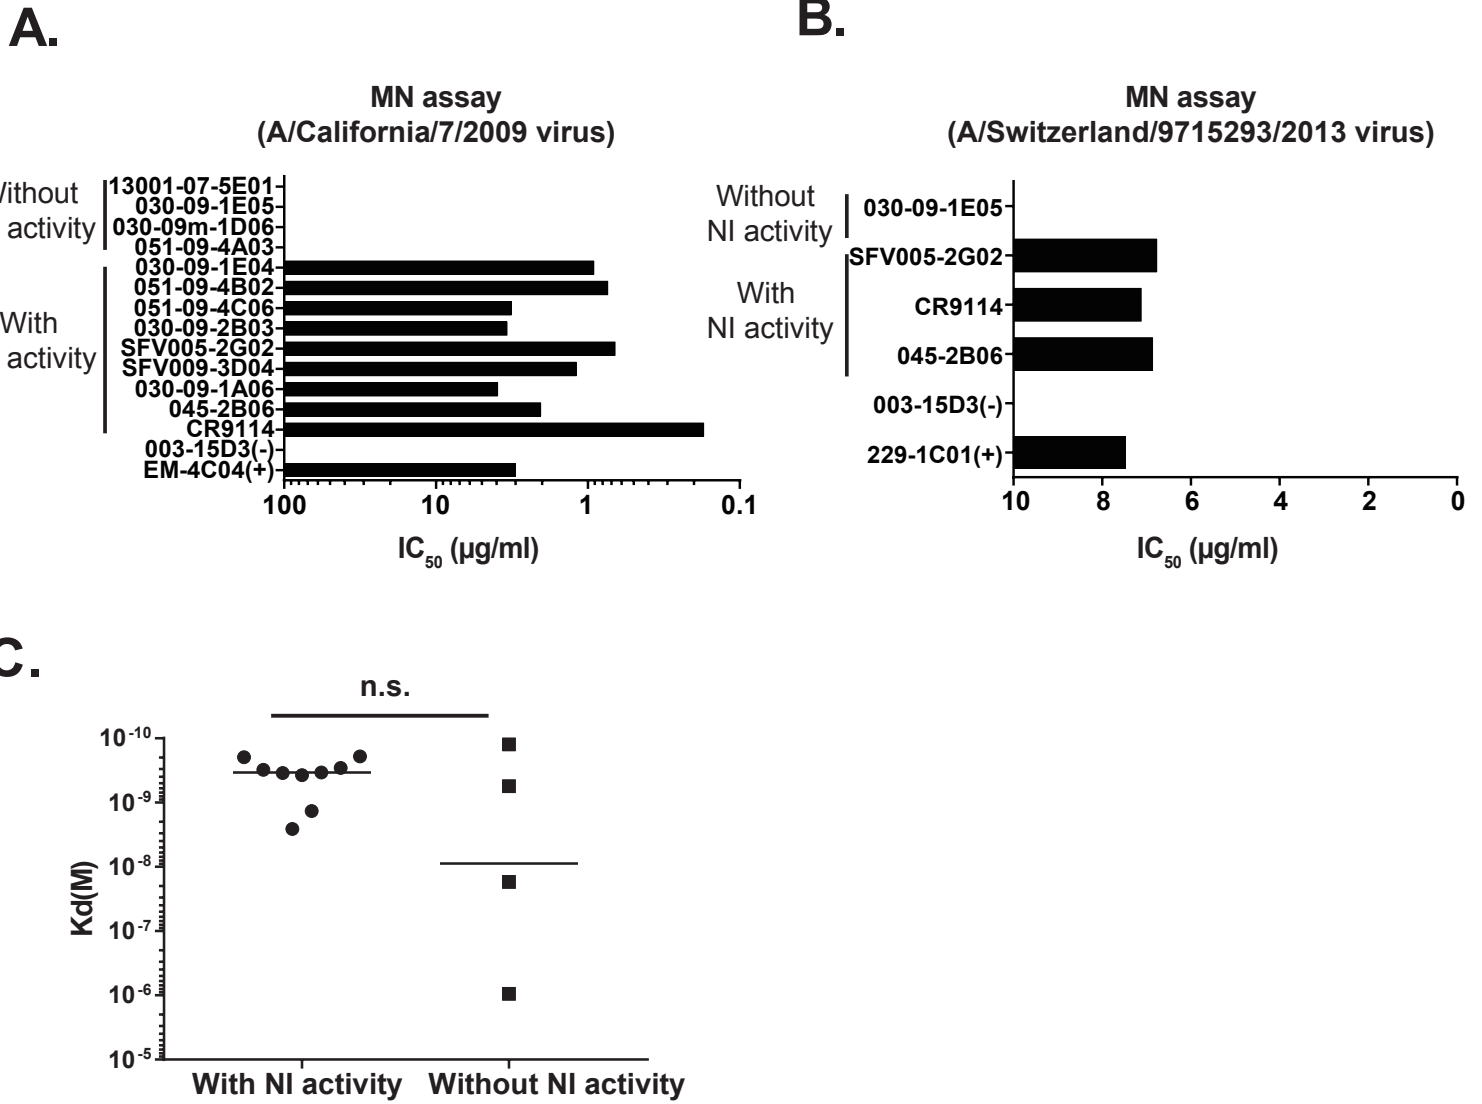 A.
MN assay
(A/California/7/2009 virus)
activity
With
activity
13001-07-5E01
030-09-1E05
030-09m-1D06
051-09-4A03
030-09-1E04
051-09-4B02
051-09-4C06
030-09-2B03
SFV005-2G02
SFV009-3D04
030-09-1A06
045-2B06
CR9114
003-15D3(-)
EM-4C04(+)
100 10 1 0.1
IC50 (µg/ml)
B.
MN assay
(A/Switzerland/9715293/2013 virus)
Without
NI activity
With
NI activity
030-09-1E05
SFV005-2G02
CR9114
045-2B06
003-15D3(-)
229-1C01(+)
10 8 6 4 2 0
IC50 (µg/ml)
C.
n.s.
Kd(M)
10-10
10-9
10-8
10-7
10-6
10-5
With NI activity Without NI activity